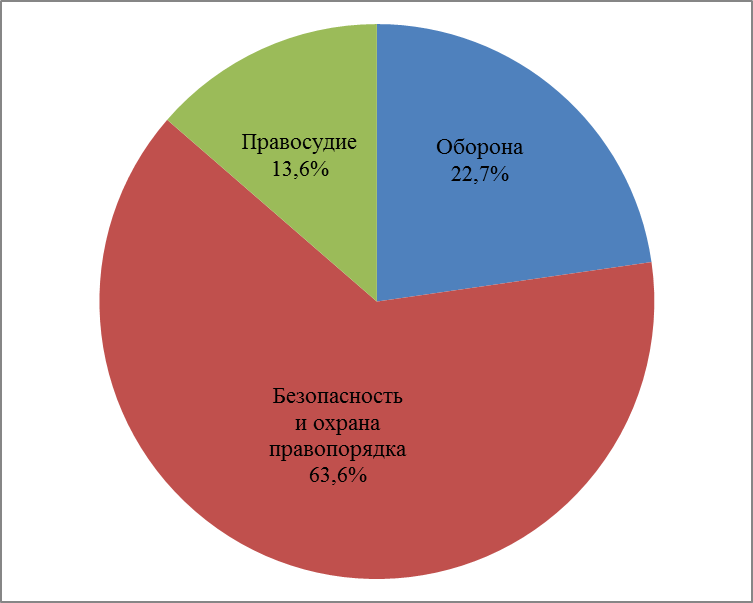 Правосудие
13,6%
Оборона
22,7%
Безопасность
и охрана
правопорядка
63,6%